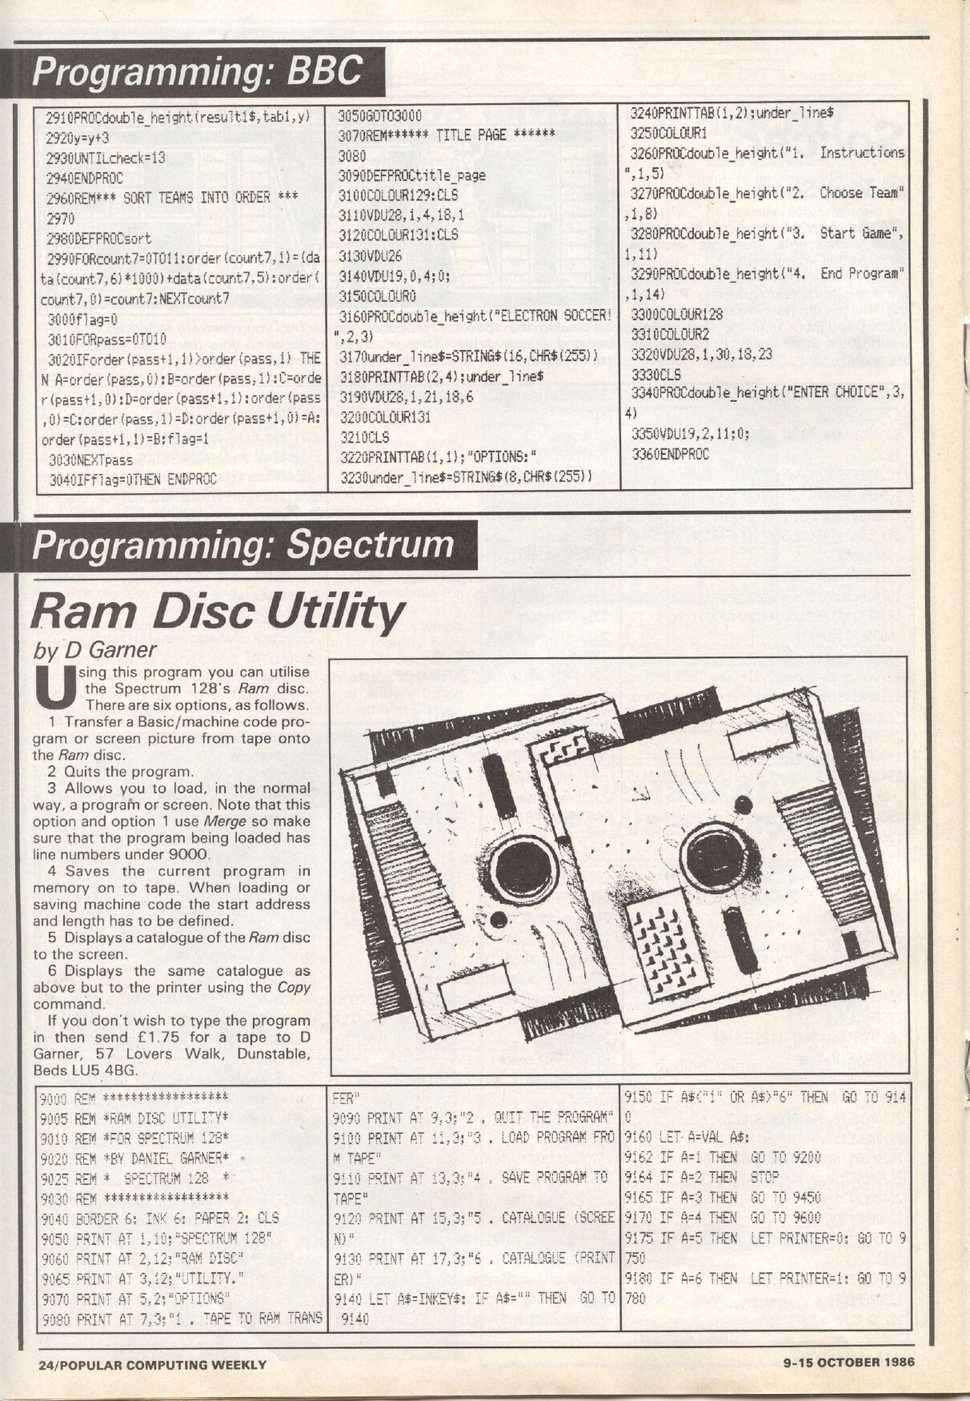 Programming: BBC
2910PROCdouble_height(result1$,tab1,y)
2920y=y+3
2930UNTILcheck=13
2940ENDPROC
2960REM*** SORT TEAMS INTO ORDER ***
2970
2980DEFPROCsort
2990FORcount7=0TO11:order(count7,1)=(da
ta(count7,6)*1000)+data(count7,5):order(
count7,0)=count7:NEXTcount7
3000flag=0
3010FORpass=0TO10
3020IForder(pass+1,1)>order(pass,1) THE
N A=order(pass,0):B=order(pass,1):C=orde
r(pass+1,0):D=order(pass+1,1):order(pass
,0)=C:order(pass,1)=D:order(pass+1,0)=A:
order(pass+1,1)=B:flag=1
3030NEXTpass
3040IFflag=0THEN ENDPROC
3050GOTO3000
3070REM****** TITLE PAGE ******
3080
3090DEFPROCtitle_page
3100COLOUR129:CLS
3110VDU28,1,4,18,1
3120COLOUR131:CLS
3130VDU26
3140VDU19,0,4;0;
3150COLOUR0
3160PROCdouble_height("ELECTRON SOCCER!
",2,3)
3170under_line$=STRING$(16,CHR$(255))
3180PRINTTAB(2,4);under_line$
3190VDU28,1,21,18,6
3200COLOUR131
3210CLS
3220PRINTTAB(1,1);"OPTIONS:"
3230under_line$=STRING$(8,CHR$(255))
3240PRINTTAB(1,2);under_line$
3250COLOUR1
3260PROCdouble_height("1.  Instructions
",1,5)
3270PROCdouble_height("2.  Choose Team"
,1,8)
3280PROCdouble_height("3.  Start Game",
1,11)
3290PROCdouble_height("4.  End Program"
,1,14)
3300COLOUR128
3310COLOUR2
3320VDU28,1,30,18,23
3330CLS
3340PROCdouble_height("ENTER CHOICE",3,
4)
3350VDU19,2,11;0;
3360ENDPROC
Programming: Spectrum
Ram Disc Utility
by D Garner
Using this program you can utilise
the Spectrum 128's Ram disc.
There are six options, as follows.
1 Transfer a Basic/machine code pro-
gram or screen picture from tape onto
the Ram disc.
2 Quits the program.
3 Allows you to load, in the normal
way, a program or screen. Note that this
option and option 1 use Merge so make
sure that the program being loaded has
line numbers under 9000.
4 Saves the current program in
memory on to tape. When loading or
saving machine code the start address
and length has to be defined.
5 Displays a catalogue of the Ram disc
to the screen.
6 Displays the same catalogue as
above but to the printer using the Copy
command.
If you don't wish to type the program
in then send £1.75 for a tape to D
Garner, 57 Lovers Walk, Dunstable,
Beds LU5 4BG.
9000 REM ******************
9005 REM *RAM DISC UTILITY*
9010 REM *FOR SPECTRUM 128*
9020 REM *BY DANIEL GARNER*
9025 REM *  SPECTRUM 128  *
9030 REM ******************
9040 BORDER 6: INK 6: PAPER 2: CLS
9050 PRINT AT 1,10;"SPECTRUM 128"
9060 PRINT AT 2,12;"RAM DISC"
9065 PRINT AT 3,12;"UTILITY."
9070 PRINT AT 5,2;"OPTIONS"
9080 PRINT AT 7,3;"1 . TAPE TO RAM TRANS
FER"
9090 PRINT AT 9,3;"2 . QUIT THE PROGRAM"
9100 PRINT AT 11,3;"3 . LOAD PROGRAM FRO
M TAPE"
9110 PRINT AT 13,3;"4 . SAVE PROGRAM TO
TAPE"
9120 PRINT AT 15,3;"5 . CATALOGUE (SCREE
N)"
9130 PRINT AT 17,3;"6 . CATALOGUE (PRINT
ER)"
9140 LET A$=INKEY$: IF A$="" THEN  GO TO
9140
9150 IF A$<"1" OR A$>"6" THEN  GO TO 914
0
9160 LET A=VAL A$:
9162 IF A=1 THEN  GO TO 9200
9164 IF A=2 THEN  STOP
9165 IF A=3 THEN  GO TO 9450
9170 IF A=4 THEN  GO TO 9600
9175 IF A=5 THEN  LET PRINTER=0: GO TO 9
750
9180 IF A=6 THEN  LET PRINTER=1: GO TO 9
780
24/POPULAR COMPUTING WEEKLY
9-15 OCTOBER 1986